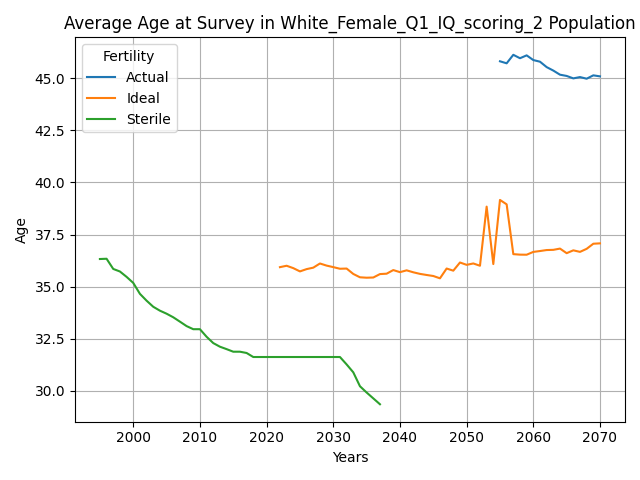 Average Age at Survey in White_Female_Q1_IQ_scoring_2 Population
Fertility
Actual
Ideal
Sterile
Age
45.0
42.5
40.0
37.5
35.0
32.5
30.0
2000 2010 2020 2030 2040 2050 2060 2070
Years